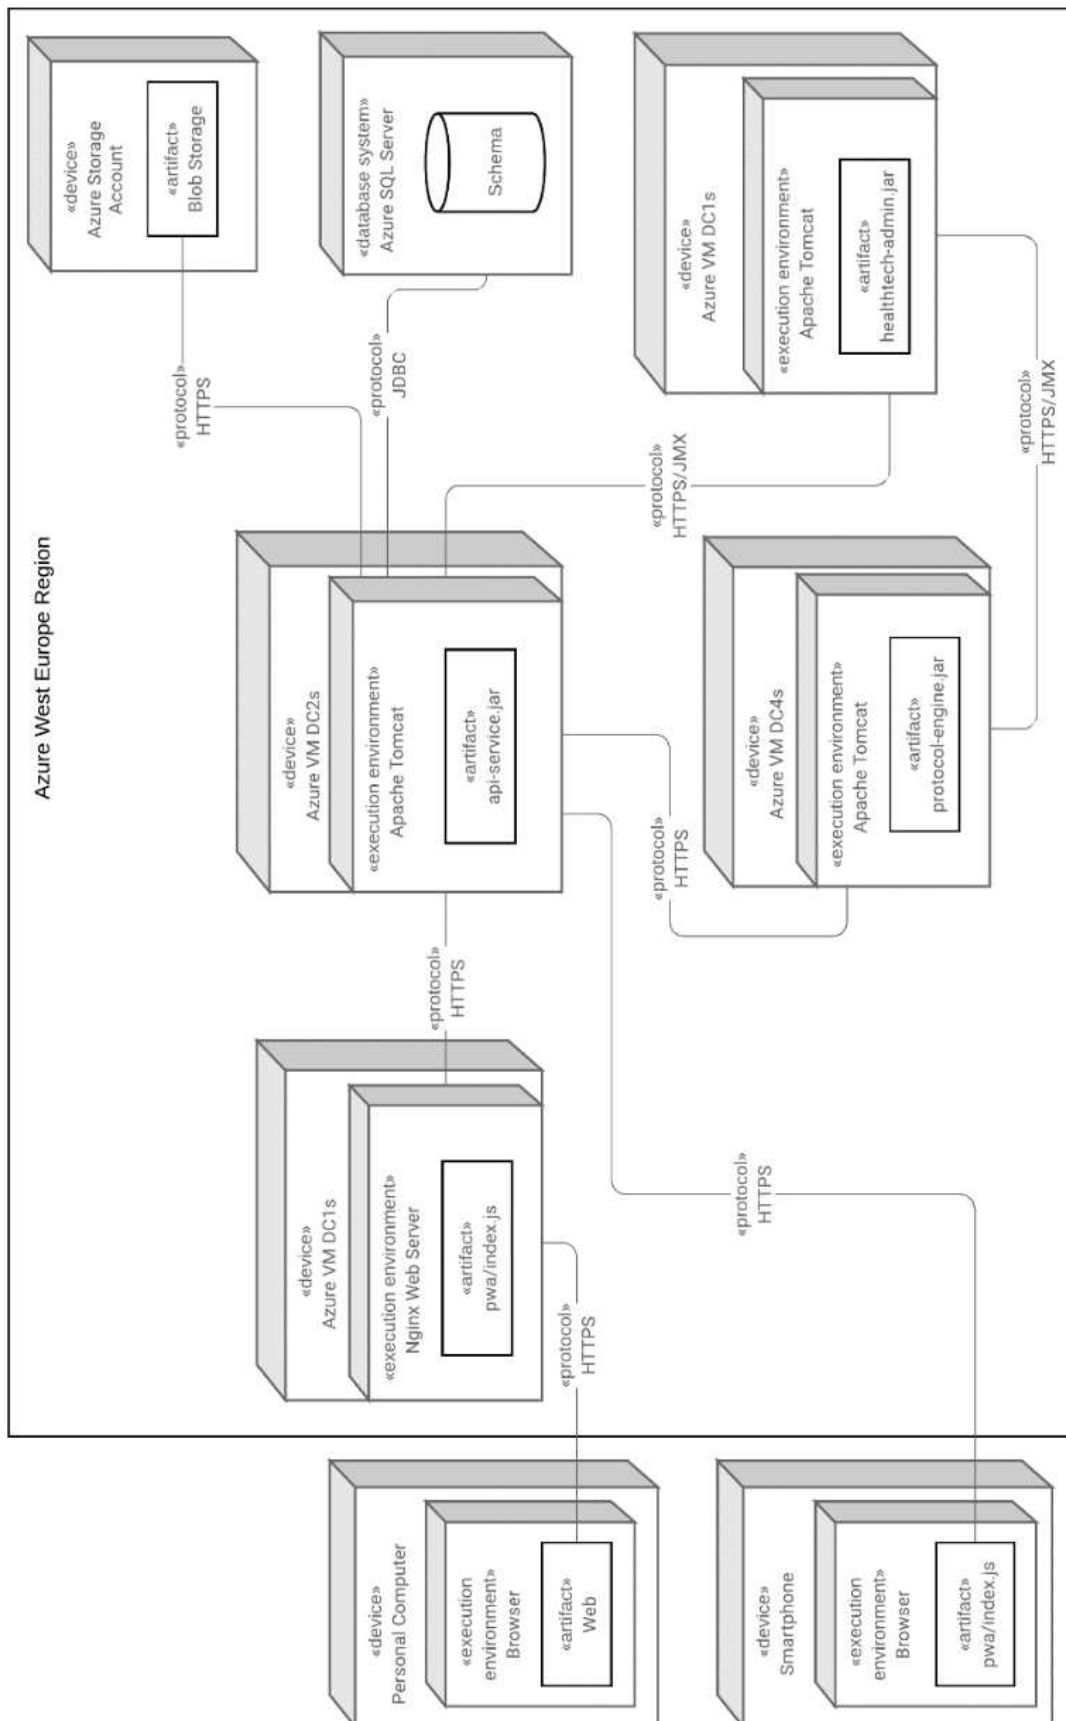 Azure West Europe Region
«device»
Personal Computer
«execution
environment»
Browser
«artifact»
Web
«device»
Smartphone
«execution
environment»
Browser
«artifact»
pwa/index.js
«device»
Azure VM DC1s
«execution environment»
Nginx Web Server
«artifact»
pwa/index.js
«protocol»
HTTPS
«protocol»
HTTPS
«protocol»
HTTPS
«device»
Azure VM DC2s
«execution environment»
Apache Tomcat
«artifact»
api-service.jar
«protocol»
HTTPS
«device»
Azure VM DC4s
«execution environment»
Apache Tomcat
«artifact»
protocol-engine.jar
«protocol»
HTTPS
«protocol»
JDBC
«protocol»
HTTPS/JMX
«protocol»
HTTPS/JMX
«device»
Azure Storage
Account
«artifact»
Blob Storage
«database system»
Azure SQL Server
Schema
«device»
Azure VM DC1s
«execution environment»
Apache Tomcat
«artifact»
healthtech-admin.jar